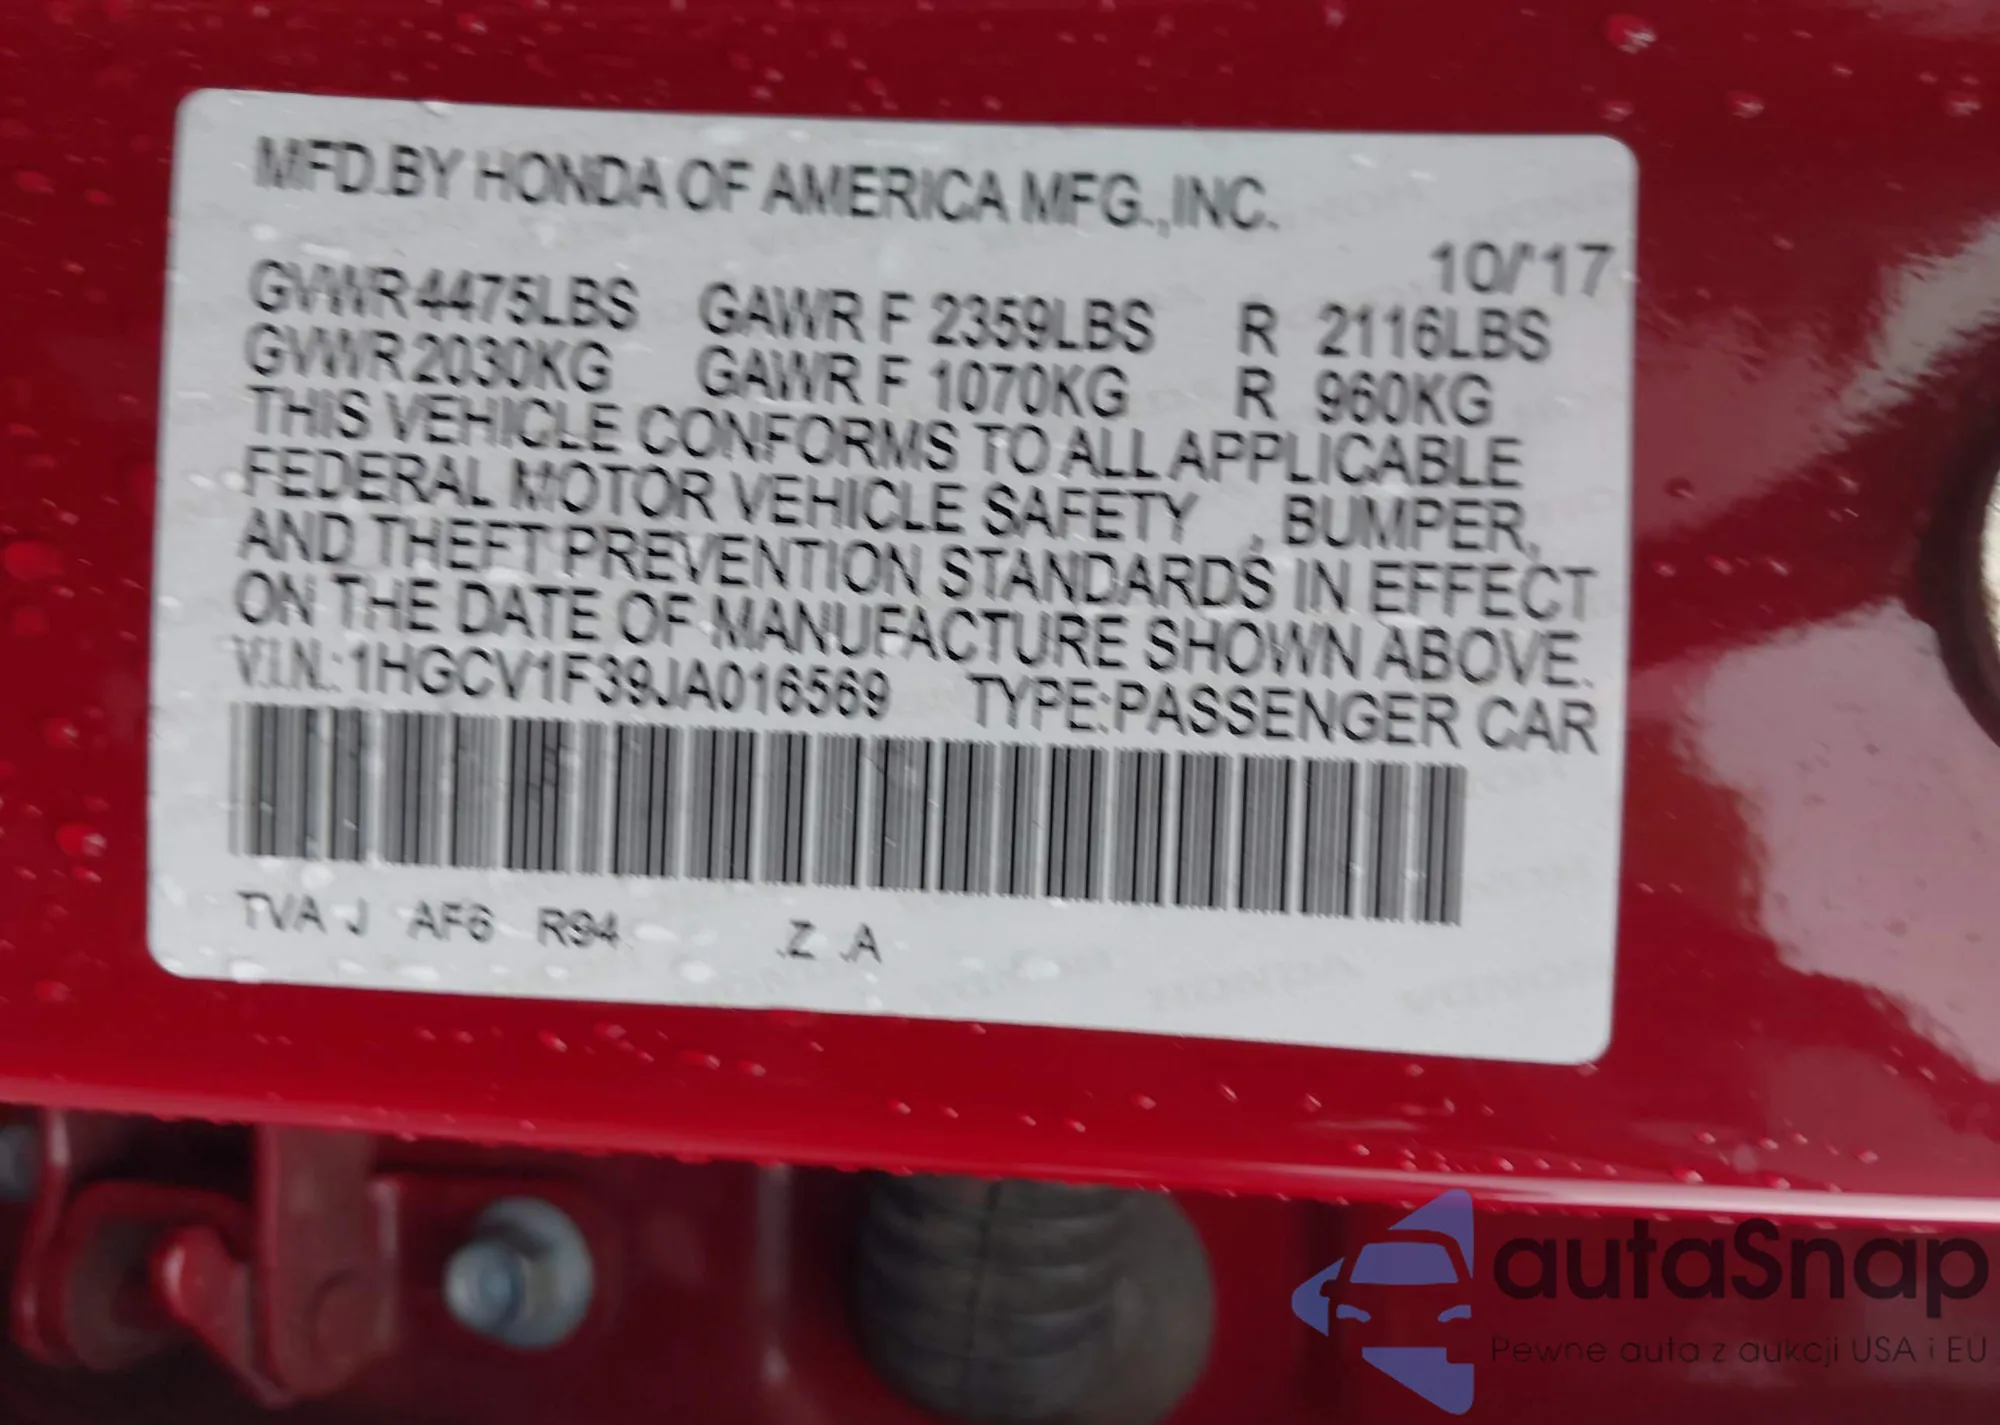 MFD.BY HONDA OF AMERICA MFG.,INC.
10/'17
GVWR 4475LBS GAWR F 2359LBS R 2116LBS
GVWR 2030KG GAWR F 1070KG R 960KG
THIS VEHICLE CONFORMS TO ALL APPLICABLE
FEDERAL MOTOR VEHICLE SAFETY , BUMPER,
AND THEFT PREVENTION STANDARDS IN EFFECT
ON THE DATE OF MANUFACTURE SHOWN ABOVE.
V.I.N.:1HGCV1F39JA016569 TYPE:PASSENGER CAR
TVA J AF6 R94 .Z .A
autaSnap
Pewne auta z aukcji USA i EU